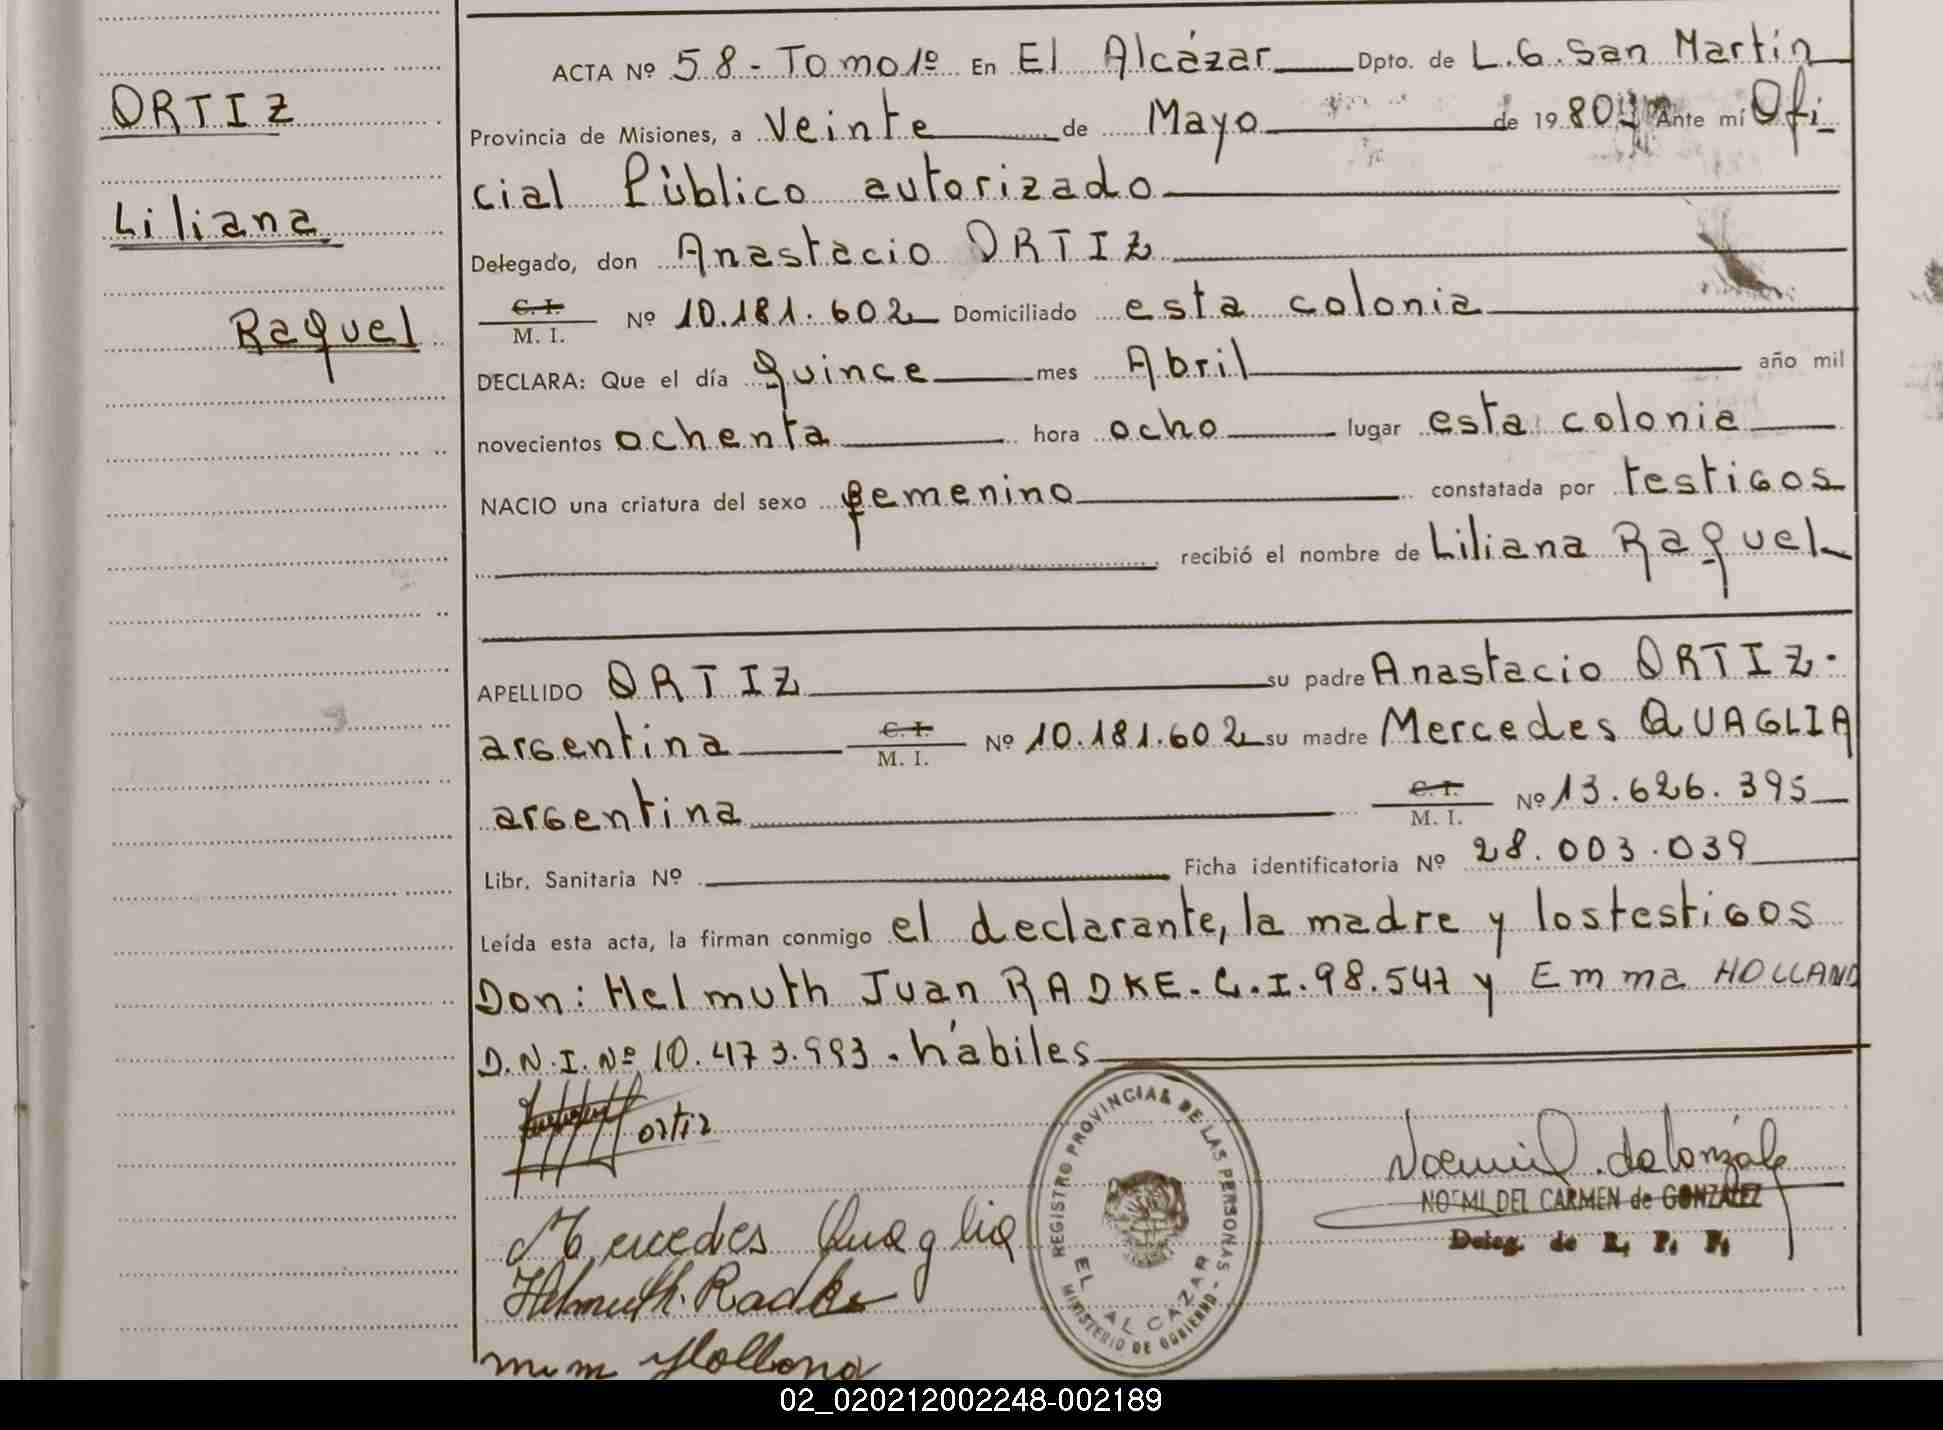 ORTIZ
Liliana
Raquel
ACTA Nº 58 - Tomo 1º En El Alcázar Dpto. de L.G. San Martín
Provincia de Misiones, a Veinte de Mayo de 1980 Ante mí Ofi
cial Pùblico autorizado
Delegado, don Anastacio ORTIZ
C. I.
M. I. Nº 10.181.602 Domiciliado esta colonia
DECLARA: Que el día quince mes Abril año mil
novecientos ochenta hora ocho lugar esta colonia
NACIO una criatura del sexo femenino constatada por testigos
recibió el nombre de Liliana Raquel
APELLIDO ORTIZ su padre Anastacio ORTIZ.
argentina C. I. M. I. Nº 10.181.602 su madre Mercedes QUAGLIA
argentina C. I. M. I. Nº 13.626.395
Libr. Sanitaria Nº Ficha identificatoria Nº 28.003.039
Leída esta acta, la firman conmigo el declarante, la madre y los testigos
Don: Helmuth Juan RADKE. C.I. 98.547 y Emma HOLLAND
D.N.I. Nº 10.473.993. hábiles
ortiz
Mercedes Quaglia
Helmuth Radke
Holland
REGISTRO PROVINCIAL DE LAS PERSONAS
EL ALCAZAR
MINISTERIO DE GOBIERNO
NOEMI DEL CARMEN de GONZALEZ
Deleg. de R. P. P.
02_020212002248-002189